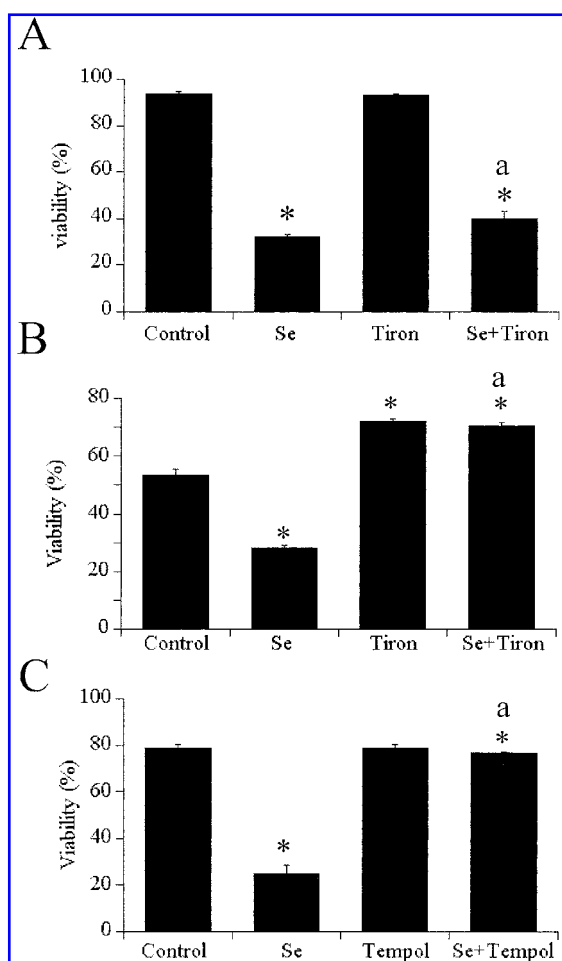 A
100
80
60
40
20
0
viability (%)
*
a
*
Control Se Tiron Se+Tiron
B
80
60
40
20
0
Viability (%)
*
*
a
*
Control Se Tiron Se+Tiron
C
100
80
60
40
20
0
Viability (%)
*
a
*
Control Se Tempol Se+Tempol